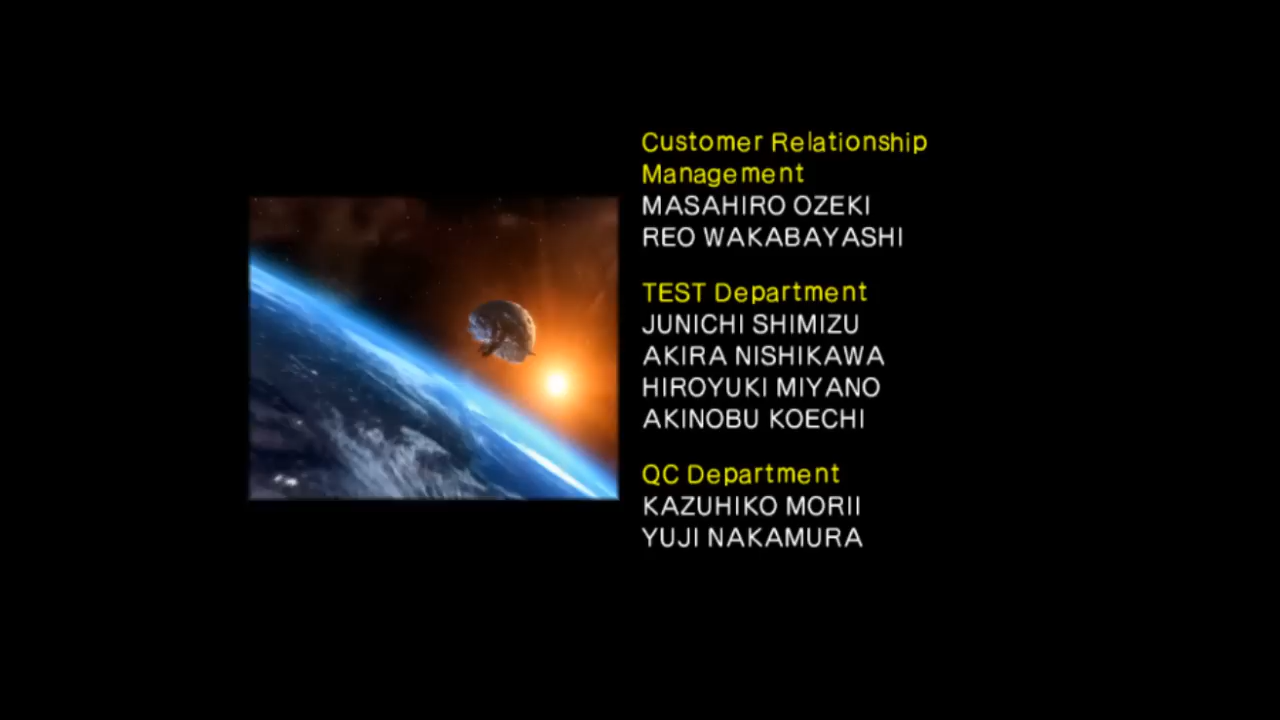 Customer Relationship
Management
MASAHIRO OZEKI
REO WAKABAYASHI
TEST Department
JUNICHI SHIMIZU
AKIRA NISHIKAWA
HIROYUKI MIYANO
AKINOBU KOECHI
QC Department
KAZUHIKO MORII
YUJI NAKAMURA